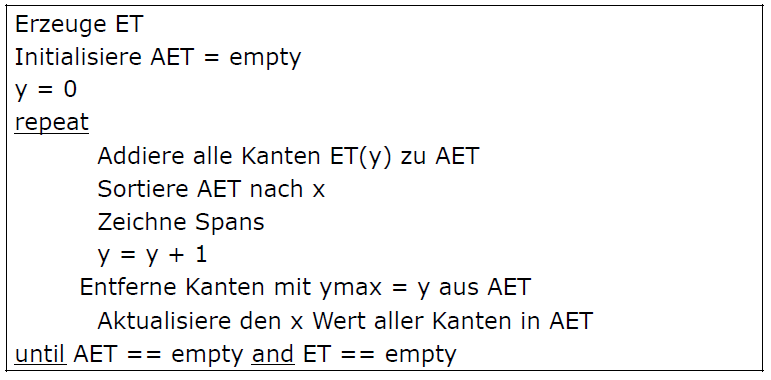 Erzeuge ET
Initialisiere AET = empty
y = 0
repeat
Addiere alle Kanten ET(y) zu AET
Sortiere AET nach x
Zeichne Spans
y = y + 1
Entferne Kanten mit ymax = y aus AET
Aktualisiere den x Wert aller Kanten in AET
until AET == empty and ET == empty